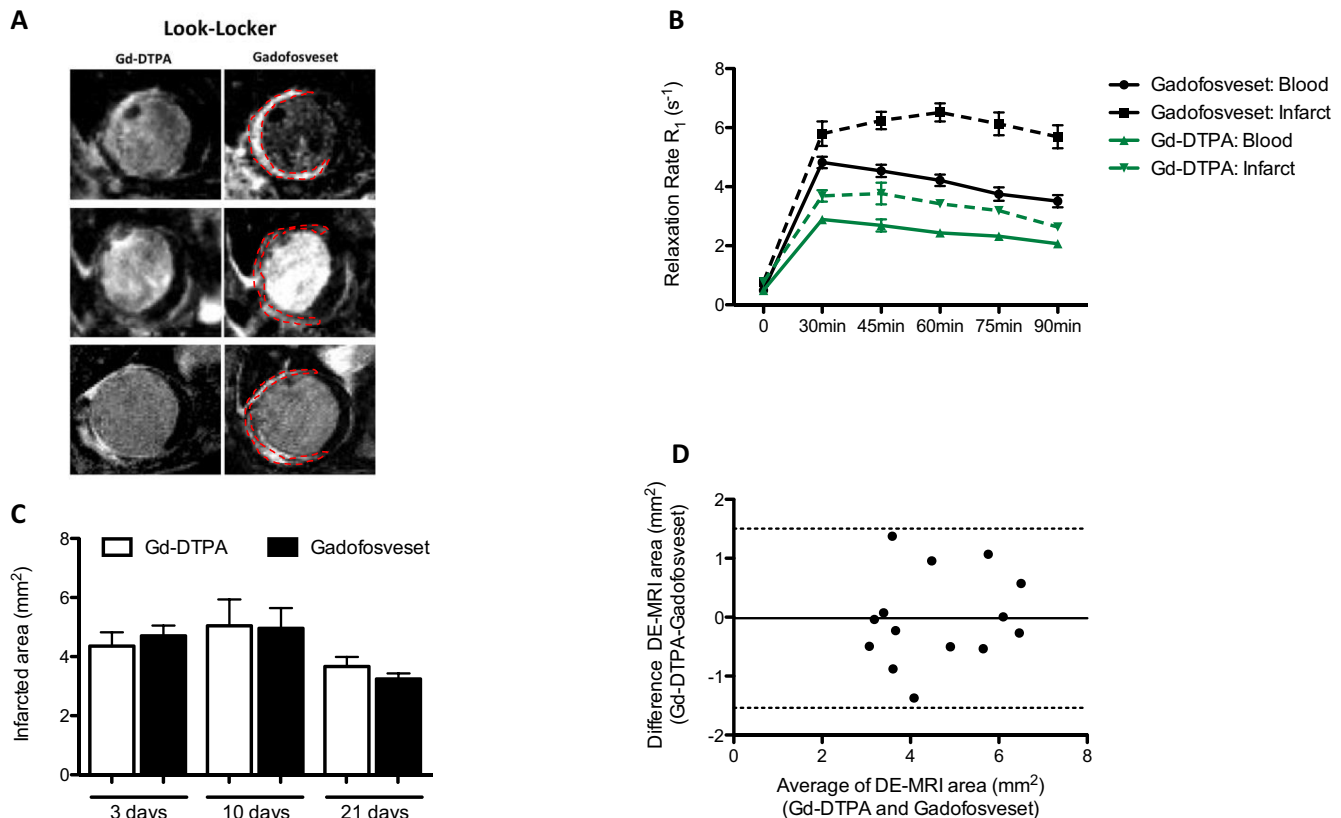 A
Look-Locker
Gd-DTPA
Gadofosveset
B
Relaxation Rate R₁ (s⁻¹)
8
6
4
2
0
0
30min
45min
60min
75min
90min
Gadofosveset: Blood
Gadofosveset: Infarct
Gd-DTPA: Blood
Gd-DTPA: Infarct
C
Infarcted area (mm²)
8
6
4
2
0
Gd-DTPA
Gadofosveset
3 days
10 days
21 days
D
Difference DE-MRI area (mm²)
(Gd-DTPA-Gadofosveset)
2
1
0
-1
-2
0
2
4
6
8
Average of DE-MRI area (mm²)
(Gd-DTPA and Gadofosveset)